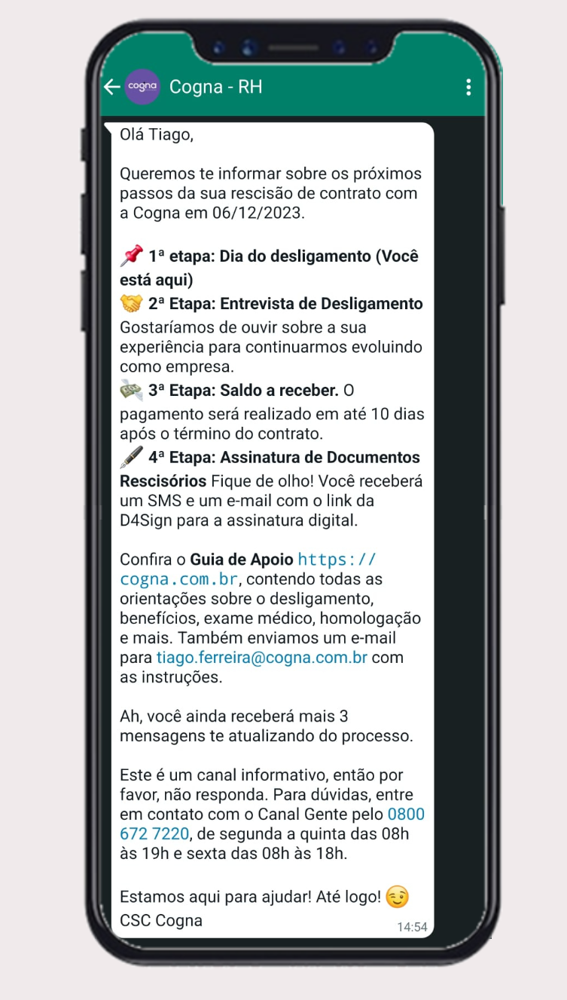 cogna
Cogna - RH
Olá Tiago,
Queremos te informar sobre os próximos
passos da sua rescisão de contrato com
a Cogna em 06/12/2023.
📌 1ª etapa: Dia do desligamento (Você
está aqui)
🤝 2ª Etapa: Entrevista de Desligamento
Gostaríamos de ouvir sobre a sua
experiência para continuarmos evoluindo
como empresa.
💸 3ª Etapa: Saldo a receber. O
pagamento será realizado em até 10 dias
após o término do contrato.
🖋️ 4ª Etapa: Assinatura de Documentos
Rescisórios Fique de olho! Você receberá
um SMS e um e-mail com o link da
D4Sign para a assinatura digital.
Confira o Guia de Apoio https://
cogna.com.br, contendo todas as
orientações sobre o desligamento,
benefícios, exame médico, homologação
e mais. Também enviamos um e-mail
para tiago.ferreira@cogna.com.br com
as instruções.
Ah, você ainda receberá mais 3
mensagens te atualizando do processo.
Este é um canal informativo, então por
favor, não responda. Para dúvidas, entre
em contato com o Canal Gente pelo 0800
672 7220, de segunda a quinta das 08h
às 19h e sexta das 08h às 18h.
Estamos aqui para ajudar! Até logo! 😉
CSC Cogna
14:54